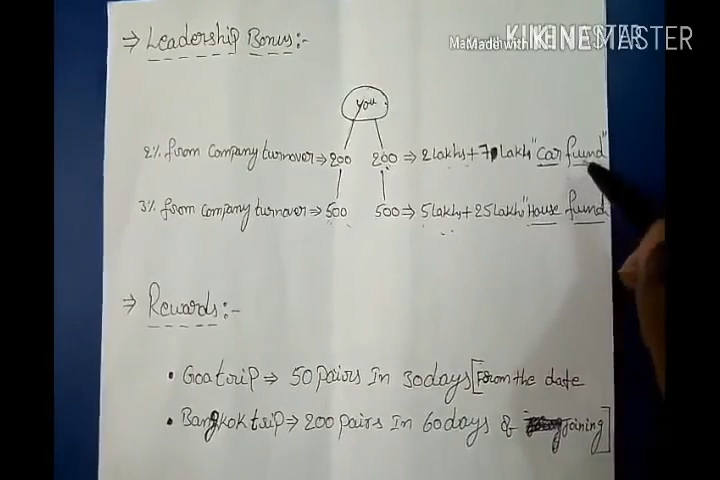 Made with KINEMASTER
⇒ Leadership Bonus:-
you
2% from company turnover ⇒ 200 200 ⇒ 2 lakhs + 7 lakhs "car fund"
3% from company turnover ⇒ 500 500 ⇒ 5 lakhs + 25 lakhs "House fund
⇒ Rewards:-
• Goa trip ⇒ 50 pairs In 30 days [From the date
• Bangkok trip ⇒ 200 pairs In 60 days & joining]